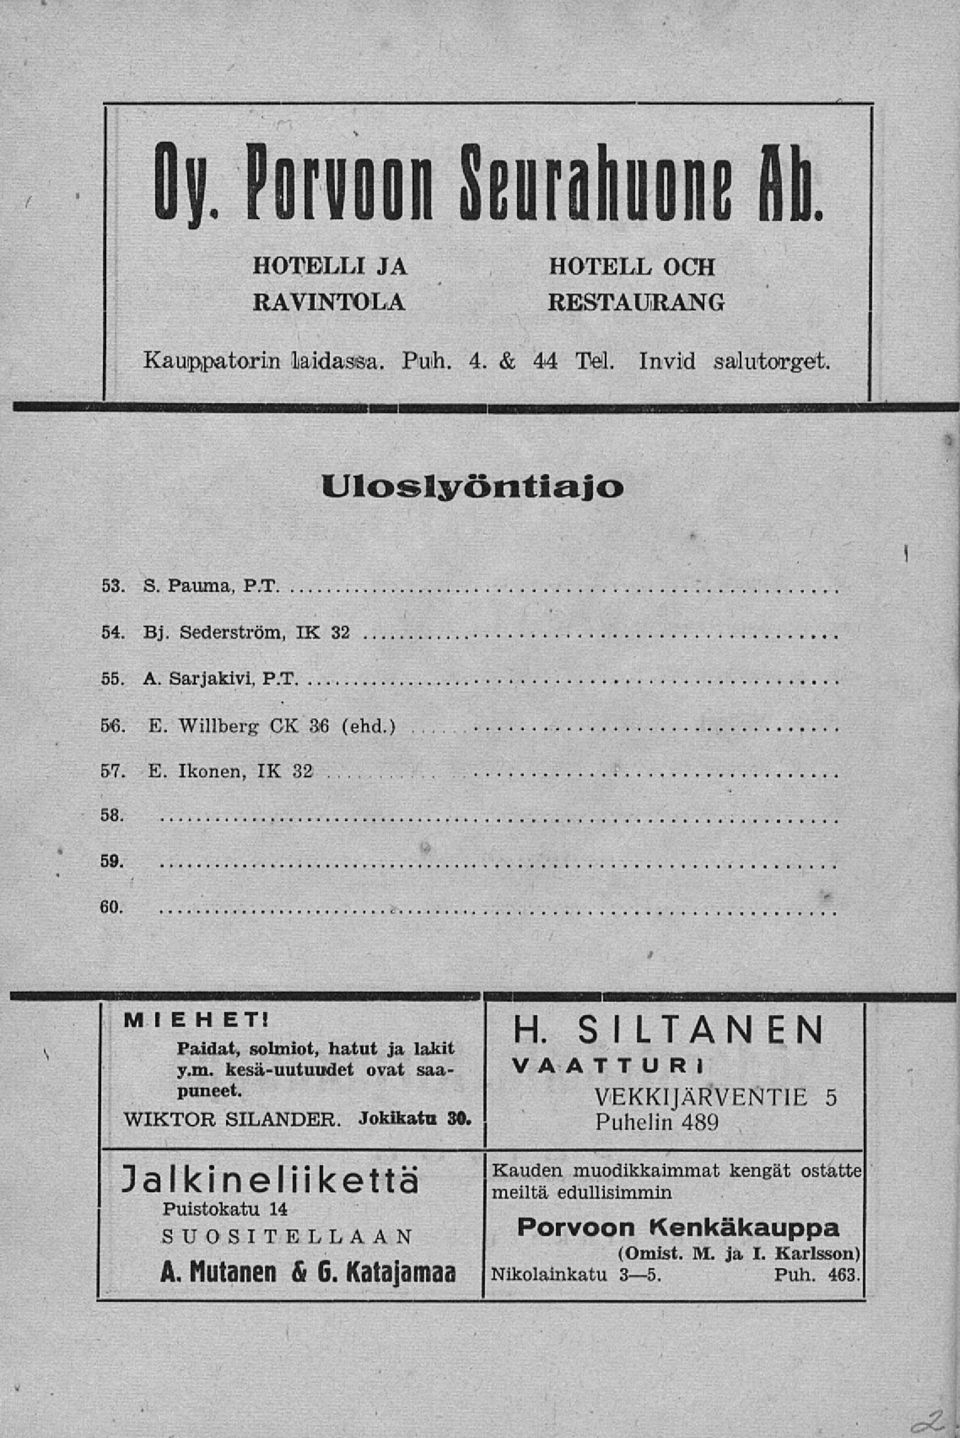 Oy. Porvoon Seurahuone Ab.
HOTELLI JA
RAVINTOLA
HOTELL OCH
RESTAURANG
Kauppatorin laidassa. Puh. 4. & 44 Tel. Invid salutorget.
Uloslyöntiajo
53. S. Pauma, P.T. ..........
54. Bj. Sederström, IK 32 ..........
55. A. Sarjakivi, P.T. ..........
56. E. Willberg CK 36 (ehd.) ..........
57. E. Ikonen, IK 32 ..........
58. ..........
59. ..........
60. ..........
MIEHET!
Paidat, solmiot, hatut ja lakit
y.m. kesä-uutuudet ovat saa-
puneet.
WIKTOR SILANDER. Jokikatu 30.
H. SILTANEN
VAATTURI
VEKKIJÄRVENTIE 5
Puhelin 489
Jalkineliikettä
Puistokatu 14
SUOSITELLAAN
A. Mutanen & G. Katajamaa
Kauden muodikkaimmat kengät ostatte
meiltä edullisimmin
Porvoon Kenkäkauppa
(Omist. M. ja I. Karlsson)
Nikolainkatu 3—5. Puh. 463.
2